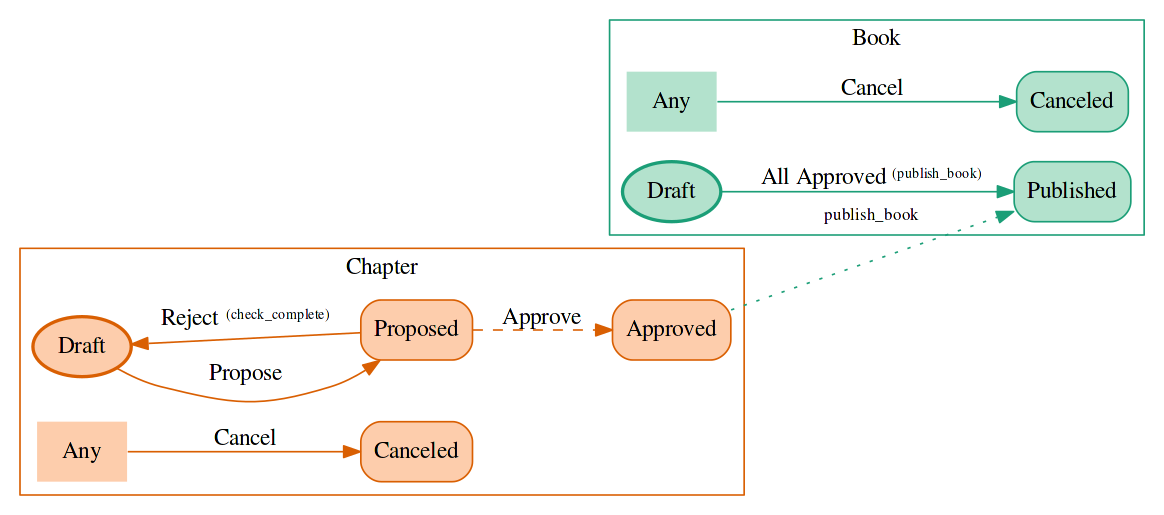 Book
Any
Cancel
Canceled
Draft
All Approved (publish_book)
Published
publish_book
Chapter
Draft
Reject (check_complete)
Proposed
Approve
Approved
Propose
Any
Cancel
Canceled